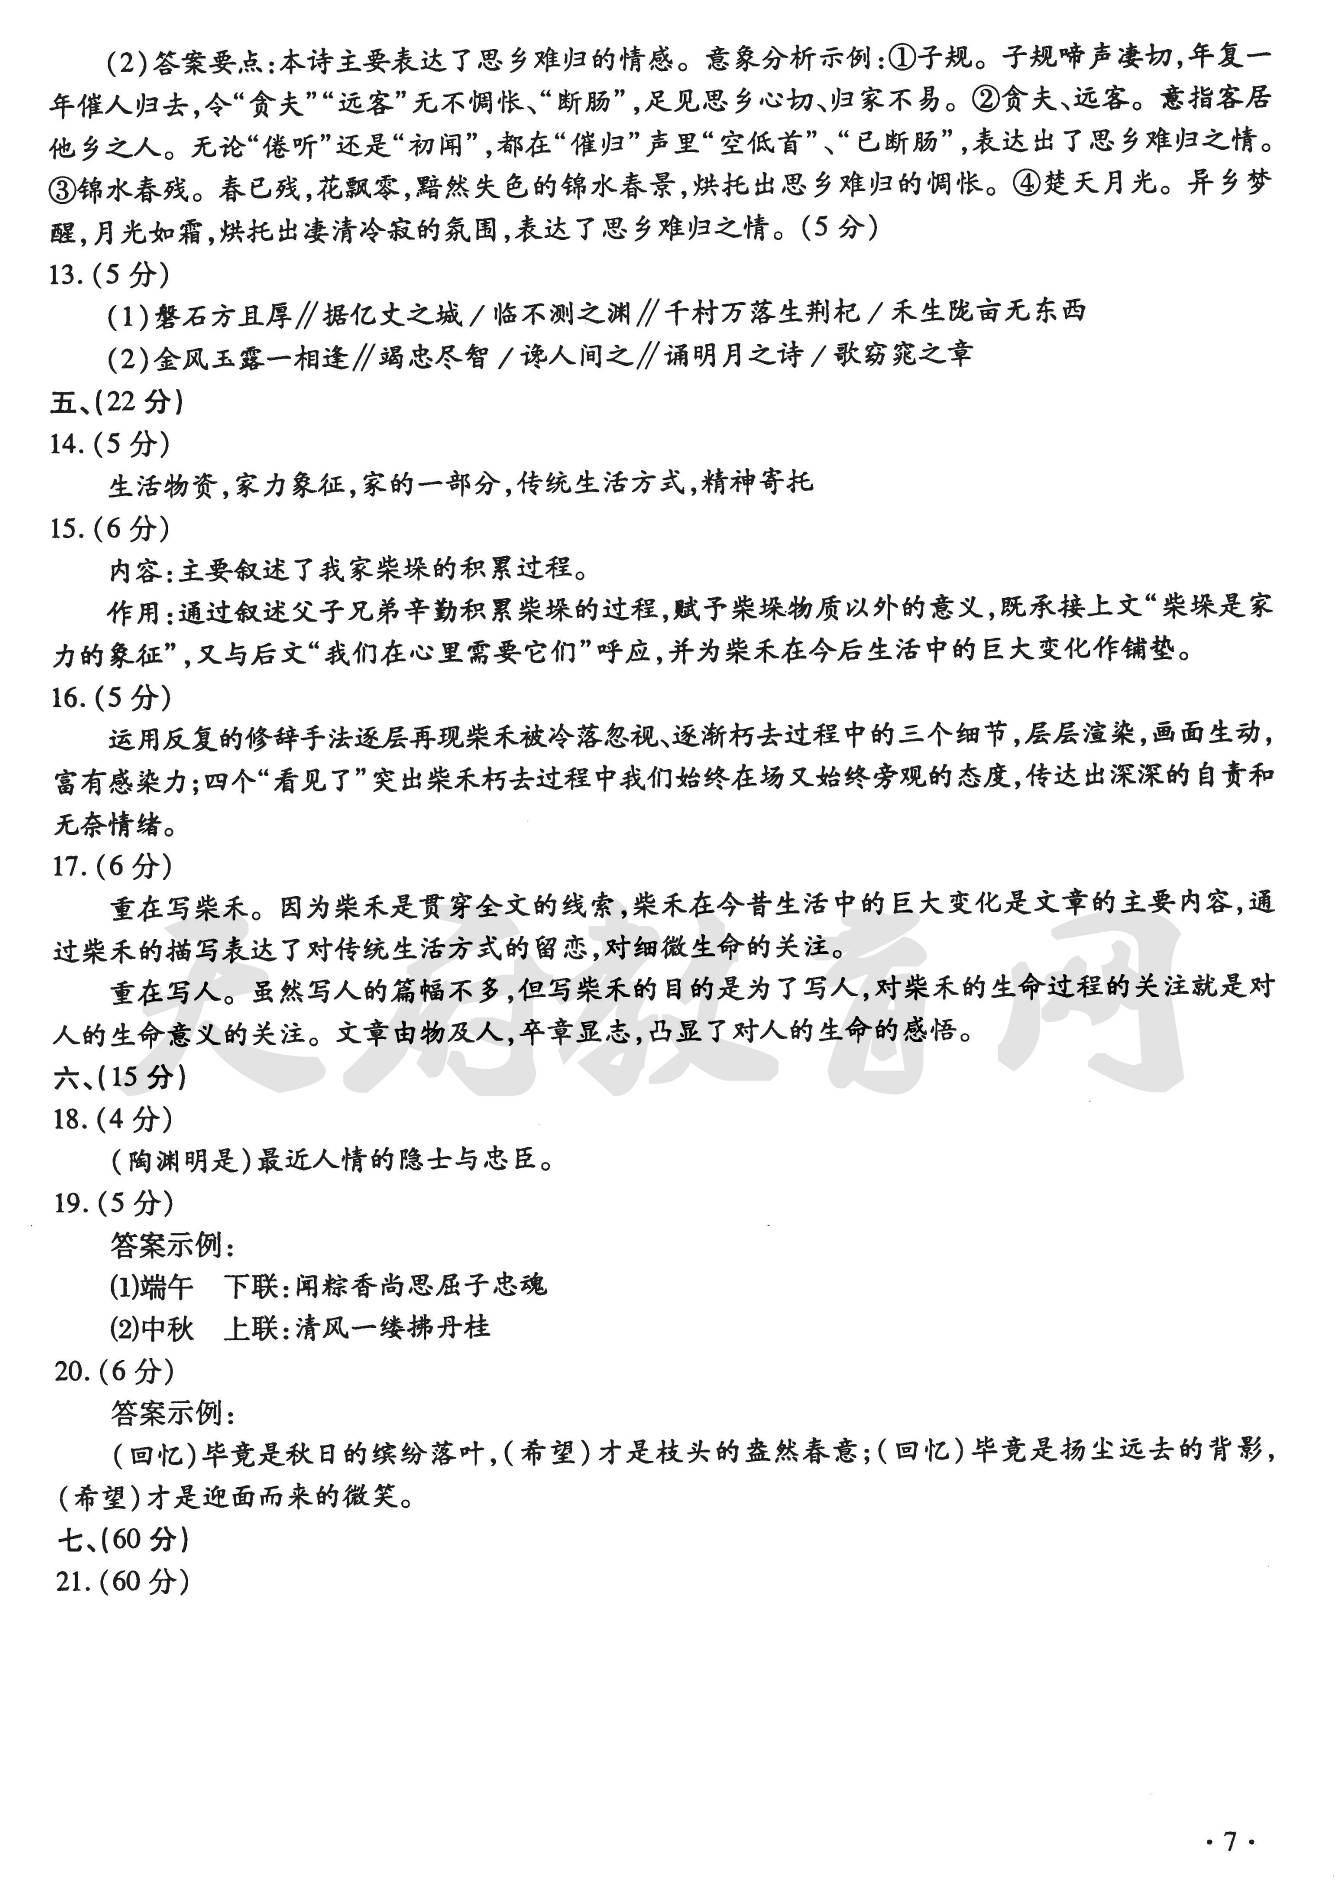 (2)答案要点:本诗主要表达了思乡难归的情感。意象分析示例:①子规。子规啼声凄切,年复一
年催人归去,令“贪夫”“远客”无不惆怅、“断肠”,足见思乡心切、归家不易。②贪夫、远客。意指客居
他乡之人。无论“倦听”还是“初闻”,都在“催归”声里“空低首”、“已断肠”,表达出了思乡难归之情。
③锦水春残。春已残,花飘零,黯然失色的锦水春景,烘托出思乡难归的惆怅。④楚天月光。异乡梦
醒,月光如霜,烘托出凄清冷寂的氛围,表达了思乡难归之情。(5 分)
13. (5 分)
(1)磐石方且厚∥据亿丈之城/临不测之渊∥千村万落生荆杞/禾生陇亩无东西
(2)金风玉露一相逢∥竭忠尽智/谗人间之∥诵明月之诗/歌窈窕之章
五、(22 分)
14. (5 分)
生活物资,家力象征,家的一部分,传统生活方式,精神寄托
15. (6 分)
内容:主要叙述了我家柴垛的积累过程。
作用:通过叙述父子兄弟辛勤积累柴垛的过程,赋予柴垛物质以外的意义,既承接上文“柴垛是家
力的象征”,又与后文“我们在心里需要它们”呼应,并为柴禾在今后生活中的巨大变化作铺垫。
16. (5 分)
运用反复的修辞手法逐层再现柴禾被冷落忽视、逐渐朽去过程中的三个细节,层层渲染,画面生动,
富有感染力;四个“看见了”突出柴禾朽去过程中我们始终在场又始终旁观的态度,传达出深深的自责和
无奈情绪。
17. (6 分)
重在写柴禾。因为柴禾是贯穿全文的线索,柴禾在今昔生活中的巨大变化是文章的主要内容,通
过柴禾的描写表达了对传统生活方式的留恋,对细微生命的关注。
重在写人。虽然写人的篇幅不多,但写柴禾的目的是为了写人,对柴禾的生命过程的关注就是对
人的生命意义的关注。文章由物及人,卒章显志,凸显了对人的生命的感悟。
天府教育网
六、(15 分)
18. (4 分)
(陶渊明是)最近人情的隐士与忠臣。
19. (5 分)
答案示例:
⑴端午 下联:闻粽香尚思屈子忠魂
⑵中秋 上联:清风一缕拂丹桂
20. (6 分)
答案示例:
(回忆)毕竟是秋日的缤纷落叶,(希望)才是枝头的盎然春意;(回忆)毕竟是扬尘远去的背影,
(希望)才是迎面而来的微笑。
七、(60 分)
21. (60 分)
· 7 ·